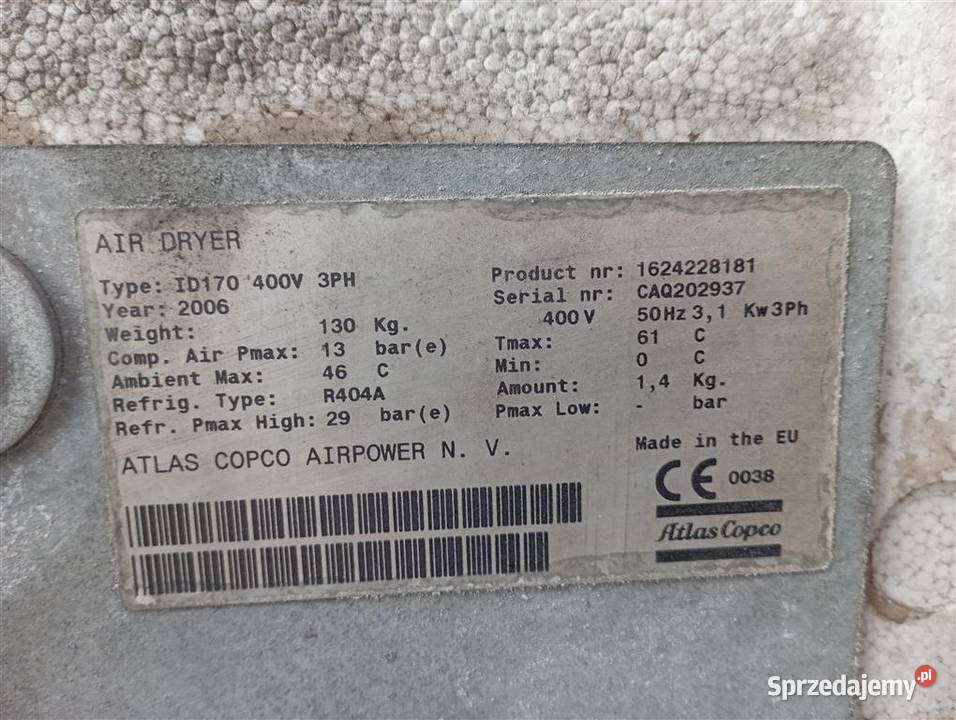 AIR DRYER
Type: ID170 400V 3PH
Year: 2006
Weight: 130 Kg.
Comp. Air Pmax: 13 bar(e)
Ambient Max: 46 C
Refrig. Type: R404A
Refr. Pmax High: 29 bar(e)
Product nr: 1624228181
Serial nr: CAQ202937
400V 50Hz 3,1 Kw 3Ph
Tmax: 61 C
Min: 0 C
Amount: 1,4 Kg.
Pmax Low: - bar
ATLAS COPCO AIRPOWER N. V.
Made in the EU
CE 0038
Atlas Copco
Sprzedajemy.pl